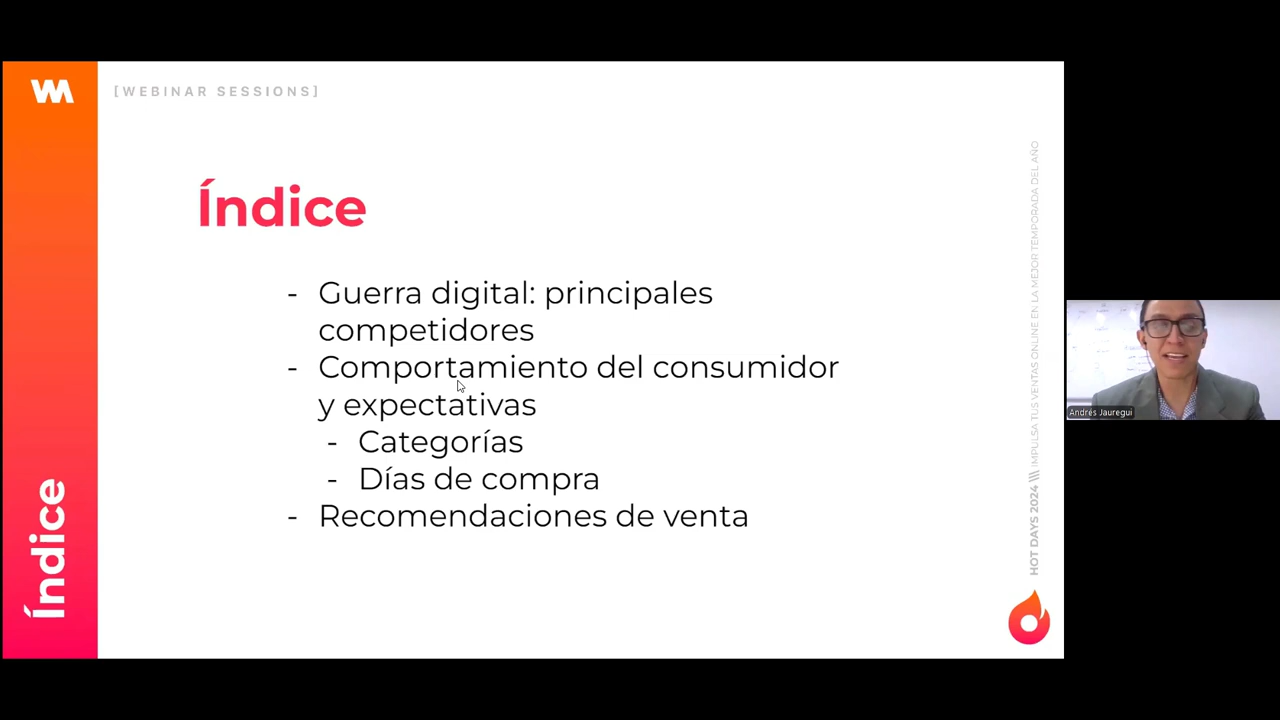 [WEBINAR SESSIONS]
Índice
- Guerra digital: principales
competidores
- Comportamiento del consumidor
y expectativas
- Categorías
- Días de compra
- Recomendaciones de venta
Índice
HOT DAYS 2024 \\\ IMPULSA TUS VENTAS ONLINE EN LA MEJOR TEMPORADA DEL AÑO
Andrés Jauregui